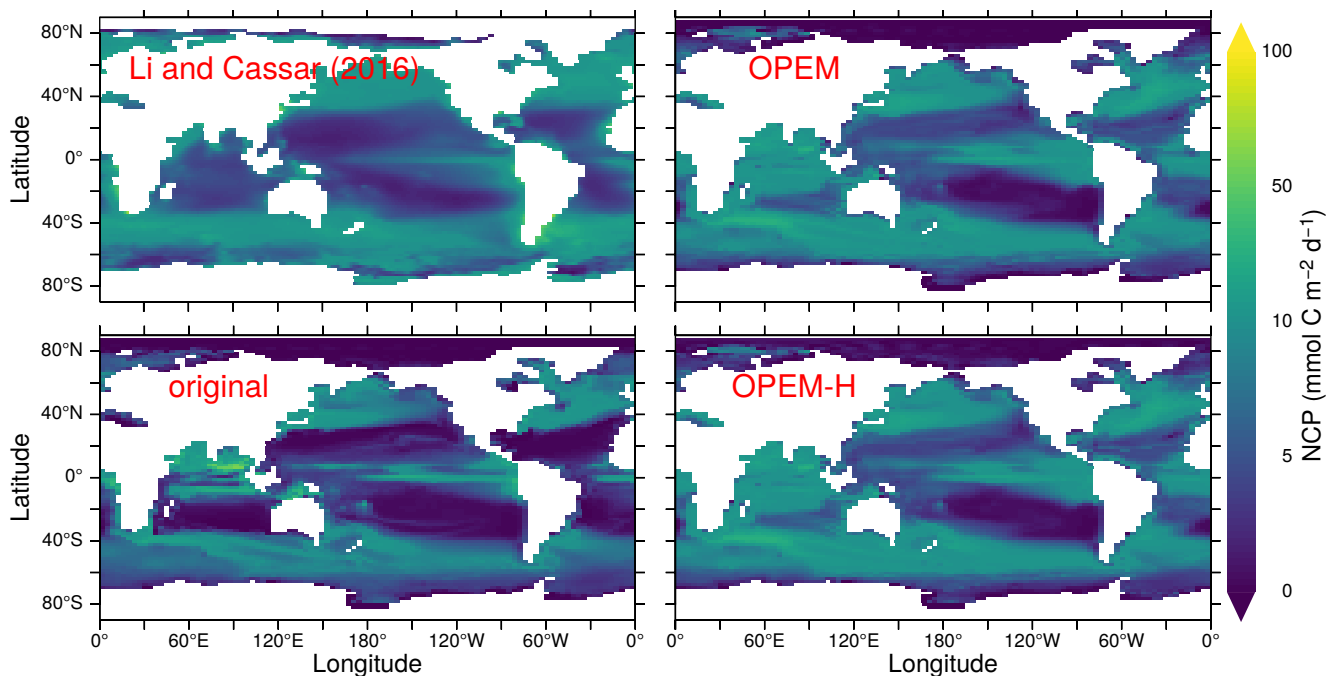 80°N
40°N
0°
40°S
80°S
Latitude
Li and Cassar (2016)
OPEM
80°N
40°N
0°
40°S
80°S
Latitude
original
OPEM-H
0°
60°E
120°E
180°
120°W
60°W
0°
Longitude
0°
60°E
120°E
180°
120°W
60°W
0°
Longitude
100
50
10
5
0
NCP (mmol C m⁻² d⁻¹)